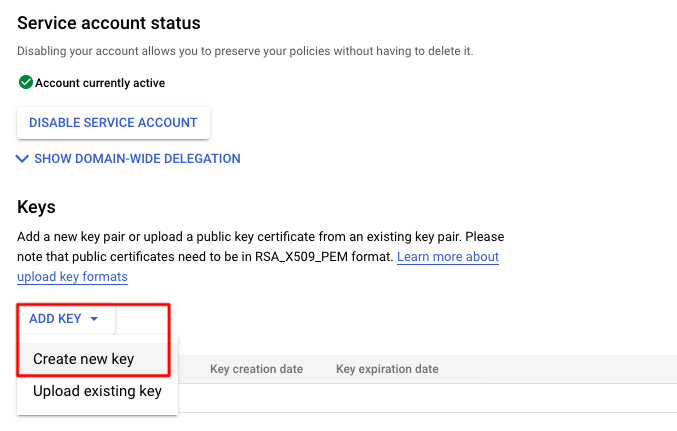 Service account status
Disabling your account allows you to preserve your policies without having to delete it.
Account currently active
DISABLE SERVICE ACCOUNT
SHOW DOMAIN-WIDE DELEGATION
Keys
Add a new key pair or upload a public key certificate from an existing key pair. Please
note that public certificates need to be in RSA_X509_PEM format. Learn more about
upload key formats
ADD KEY
Create new key
Key creation date Key expiration date
Upload existing key